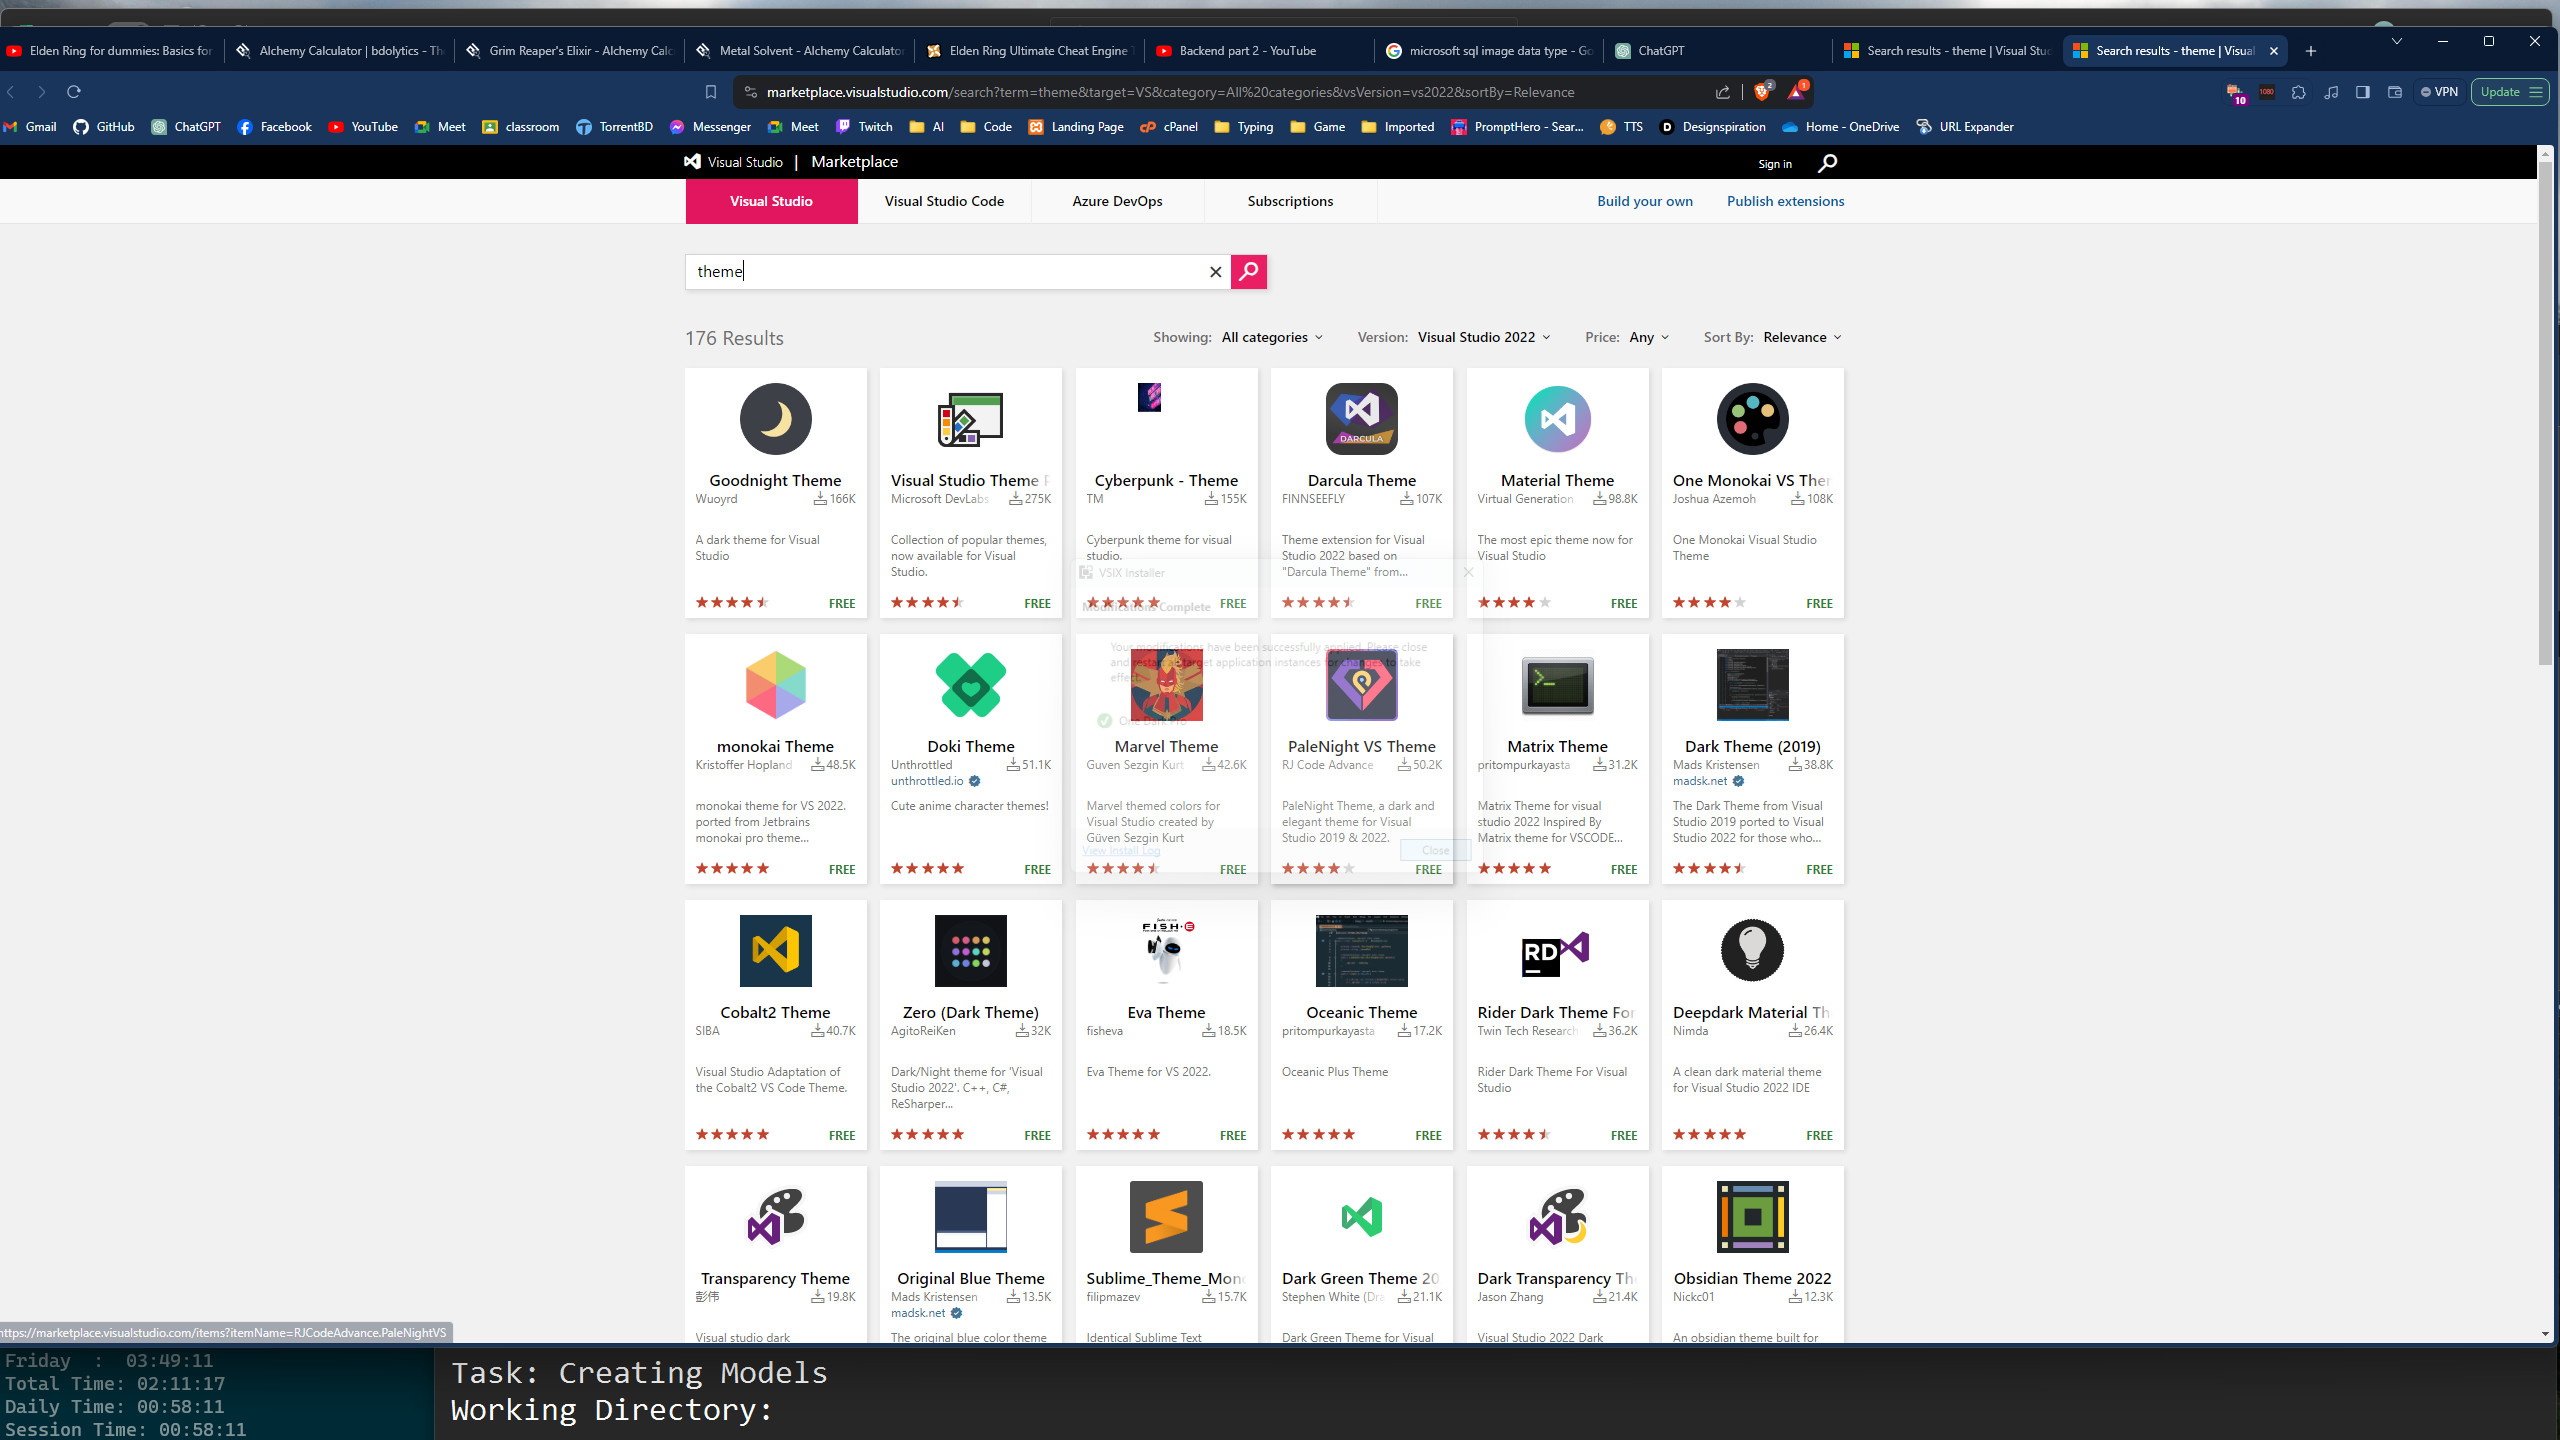 Elden Ring for dummies: Basics for
Alchemy Calculator | bdolytics - Th
Grim Reaper's Elixir - Alchemy Calc
Metal Solvent - Alchemy Calculator
Elden Ring Ultimate Cheat Engine
Backend part 2 - YouTube
microsoft sql image data type - Go
ChatGPT
Search results - theme | Visual Stu
Search results - theme | Visual
marketplace.visualstudio.com/search?term=theme&target=VS&category=All%20categories&vsVersion=vs2022&sortBy=Relevance
2
1
10
1080
VPN
Update
Gmail GitHub ChatGPT Facebook YouTube Meet classroom TorrentBD Messenger Meet Twitch AI Code Landing Page cPanel Typing Game Imported PromptHero - Sear... TTS Designspiration Home - OneDrive URL Expander
Visual Studio | Marketplace
Sign in
Visual Studio Visual Studio Code Azure DevOps Subscriptions Build your own Publish extensions
theme
176 Results
Showing: All categories Version: Visual Studio 2022 Price: Any Sort By: Relevance
Goodnight Theme
Wuoyrd 166K
A dark theme for Visual
Studio
FREE
Visual Studio Theme
Microsoft DevLabs 275K
Collection of popular themes,
now available for Visual
Studio.
FREE
Cyberpunk - Theme
TM 155K
Cyberpunk theme for visual
studio.
FREE
DARCULA
Darcula Theme
FINNSEEFLY 107K
Theme extension for Visual
Studio 2022 based on
"Darcula Theme" from...
FREE
Material Theme
Virtual Generation 98.8K
The most epic theme now for
Visual Studio
FREE
One Monokai VS Them
Joshua Azemoh 108K
One Monokai Visual Studio
Theme
FREE
VSIX Installer
Modifications Complete
Your modifications have been successfully applied. Please close
and restart all target application instances for changes to take
effect.
One Dark Pro
View Install Log
Close
monokai Theme
Kristoffer Hopland 48.5K
monokai theme for VS 2022.
ported from Jetbrains
monokai pro theme...
FREE
Doki Theme
Unthrottled 51.1K
unthrottled.io
Cute anime character themes!
FREE
Marvel Theme
Guven Sezgin Kurt 42.6K
Marvel themed colors for
Visual Studio created by
Güven Sezgin Kurt
FREE
PaleNight VS Theme
RJ Code Advance 50.2K
PaleNight Theme, a dark and
elegant theme for Visual
Studio 2019 & 2022.
FREE
Matrix Theme
pritompurkayasta 31.2K
Matrix Theme for visual
studio 2022 Inspired By
Matrix theme for VSCODE...
FREE
Dark Theme (2019)
Mads Kristensen 38.8K
madsk.net
The Dark Theme from Visual
Studio 2019 ported to Visual
Studio 2022 for those who...
FREE
Cobalt2 Theme
SIBA 40.7K
Visual Studio Adaptation of
the Cobalt2 VS Code Theme.
FREE
Zero (Dark Theme)
AgitoReiKen 32K
Dark/Night theme for 'Visual
Studio 2022'. C++, C#,
ReSharper...
FREE
FISH-E
Eva Theme
fisheva 18.5K
Eva Theme for VS 2022.
FREE
Oceanic Theme
pritompurkayasta 17.2K
Oceanic Plus Theme
FREE
RD
Rider Dark Theme For
Twin Tech Research 36.2K
Rider Dark Theme For Visual
Studio
FREE
Deepdark Material Th
Nimda 26.4K
A clean dark material theme
for Visual Studio 2022 IDE
FREE
Transparency Theme
彭伟 19.8K
Visual studio dark
Original Blue Theme
Mads Kristensen 13.5K
madsk.net
The original blue color theme
Sublime_Theme_Mono
filipmazev 15.7K
Identical Sublime Text
Dark Green Theme 20
Stephen White (Dra 21.1K
Dark Green Theme for Visual
Dark Transparency Th
Jason Zhang 21.4K
Visual Studio 2022 Dark
Obsidian Theme 2022
Nickc01 12.3K
An obsidian theme built for
https://marketplace.visualstudio.com/items?itemName=RJCodeAdvance.PaleNightVS
Friday : 03:49:11
Total Time: 02:11:17
Daily Time: 00:58:11
Session Time: 00:58:11
Task: Creating Models
Working Directory: